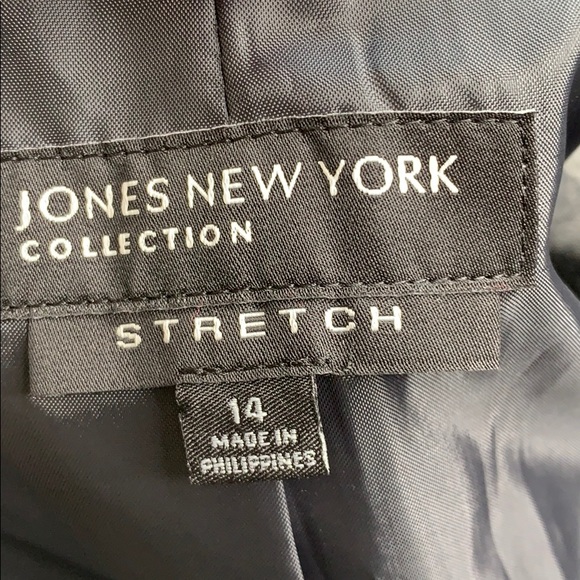 JONES NEW YORK
COLLECTION
STRETCH
14
MADE IN
PHILIPPINES